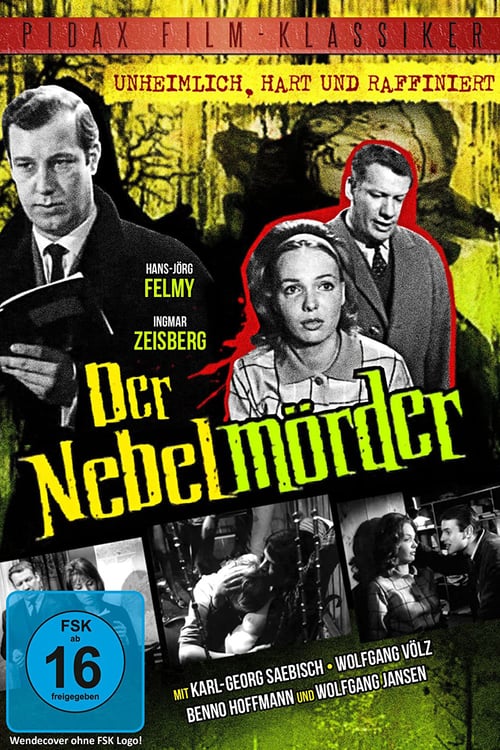 PIDAX FILM-KLASSIKER
UNHEIMLICH, HART UND RAFFINIERT
HANS-JÖRG
FELMY
INGMAR
ZEISBERG
Der
Nebelmörder
FSK
ab
16
freigegeben
MIT KARL-GEORG SAEBISCH • WOLFGANG VÖLZ
BENNO HOFFMANN UND WOLFGANG JANSEN
Wendecover ohne FSK Logo!